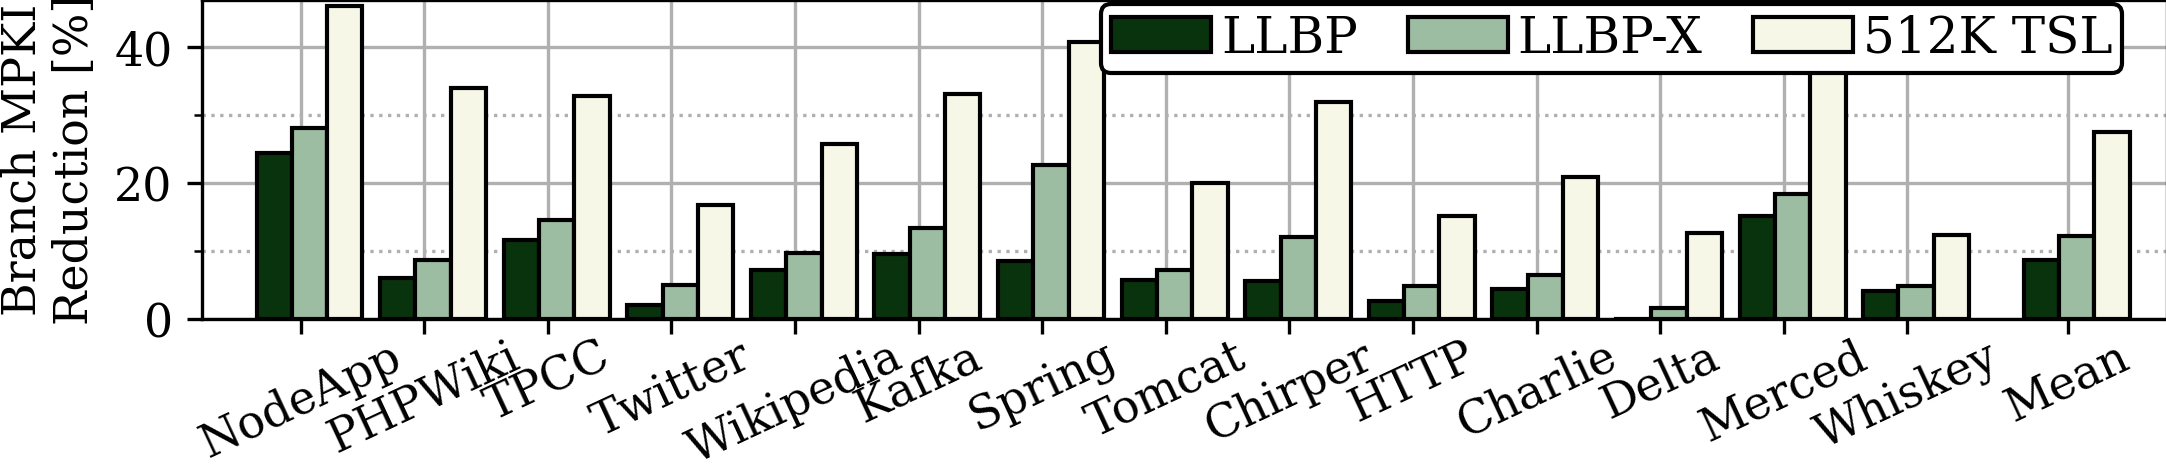 Branch MPKI
Reduction [%]
40
20
0
LLBP
LLBP-X
512K TSL
NodeApp
PHPWiki
TPCC
Twitter
Wikipedia
Kafka
Spring
Tomcat
Chirper
HTTP
Charlie
Delta
Merced
Whiskey
Mean